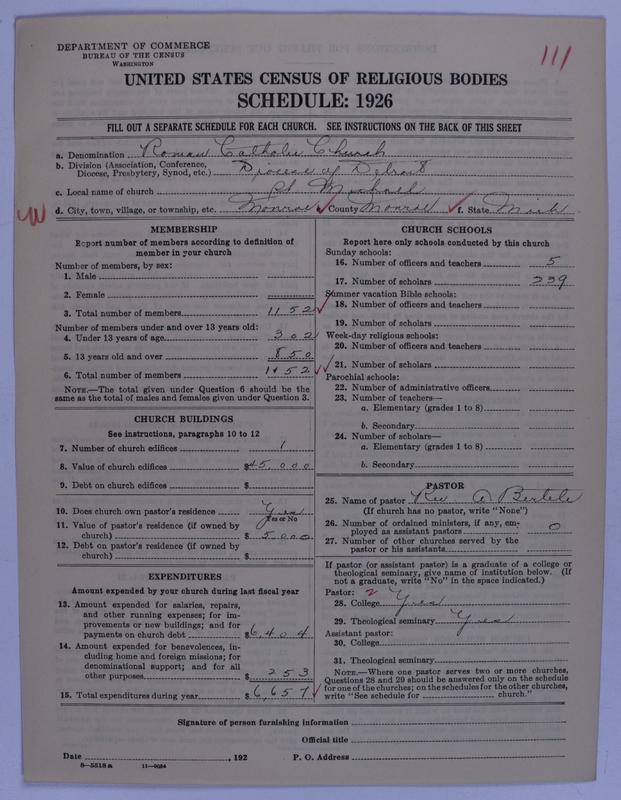 DEPARTMENT OF COMMERCE
BUREAU OF THE CENSUS
WASHINGTON
111
UNITED STATES CENSUS OF RELIGIOUS BODIES
SCHEDULE: 1926
FILL OUT A SEPARATE SCHEDULE FOR EACH CHURCH. SEE INSTRUCTIONS ON THE BACK OF THIS SHEET
a. Denomination Roman Catholic Church
b. Division (Association, Conference, Diocese, Presbytery, Synod, etc.) Diocese of Detroit
c. Local name of church St Michael
d. City, town, village, or township, etc. Monroe e. County Monroe f. State Mich
MEMBERSHIP
Report number of members according to definition of
member in your church
Number of members, by sex:
1. Male
2. Female
3. Total number of members 1152
Number of members under and over 13 years old:
4. Under 13 years of age 302
5. 13 years old and over 850
6. Total number of members 1152
NOTE.—The total given under Question 6 should be the
same as the total of males and females given under Question 3.
CHURCH BUILDINGS
See instructions, paragraphs 10 to 12
7. Number of church edifices 1
8. Value of church edifices $45,000
9. Debt on church edifices $
10. Does church own pastor's residence? Yes
Yes or No
11. Value of pastor's residence (if owned by
church) $5000
12. Debt on pastor's residence (if owned by
church) $
EXPENDITURES
Amount expended by your church during last fiscal year
13. Amount expended for salaries, repairs,
and other running expenses; for im-
provements or new buildings; and for
payments on church debt $6,404
14. Amount expended for benevolences, in-
cluding home and foreign missions; for
denominational support; and for all
other purposes $253
15. Total expenditures during year $6,657
CHURCH SCHOOLS
Report here only schools conducted by this church
Sunday schools:
16. Number of officers and teachers 5
17. Number of scholars 239
Summer vacation Bible schools:
18. Number of officers and teachers
19. Number of scholars
Week-day religious schools:
20. Number of officers and teachers
21. Number of scholars
Parochial schools:
22. Number of administrative officers
23. Number of teachers—
a. Elementary (grades 1 to 8)
b. Secondary
24. Number of scholars—
a. Elementary (grades 1 to 8)
b. Secondary
PASTOR
25. Name of pastor Rev A Bertele
(If church has no pastor, write "None")
26. Number of ordained ministers, if any, em-
ployed as assistant pastors 0
27. Number of other churches served by the
pastor or his assistants
If pastor (or assistant pastor) is a graduate of a college or
theological seminary, give name of institution below. (If
not a graduate, write "No" in the space indicated.)
Pastor: 2
28. College Yes
29. Theological seminary Yes
Assistant pastor:
30. College
31. Theological seminary
NOTE.—Where one pastor serves two or more churches,
Questions 28 and 29 should be answered only on the schedule
for one of the churches; on the schedules for the other churches,
write "See schedule for church."
Signature of person furnishing information
Official title
Date , 192 P. O. Address
8—5518a 11—9034